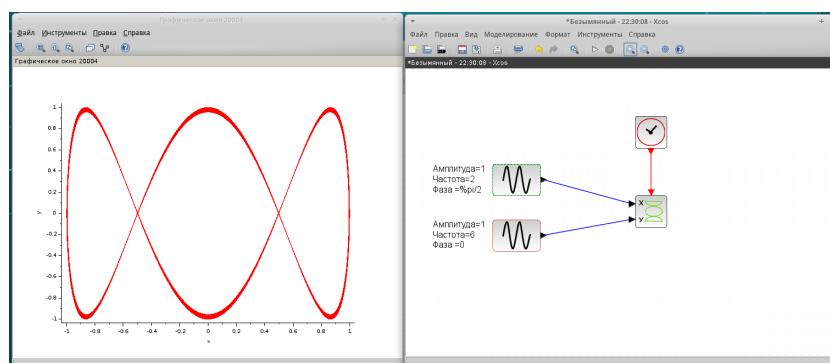 Графическое окно 20004
Файл Инструменты Правка Справка
Графическое окно 20004
1
0.8
0.6
0.4
0.2
0
-0.2
-0.4
-0.6
-0.8
-1
y
-1 -0.8 -0.6 -0.4 -0.2 0 0.2 0.4 0.6 0.8 1
x
*Безымянный - 22:30:08 - Xcos
Файл Правка Вид Моделирование Формат Инструменты Справка
*Безымянный - 22:30:08 - Xcos
Амплитуда=1
Частота=2
Фаза =%pi/2
Амплитуда=1
Частота=6
Фаза =0
X
У